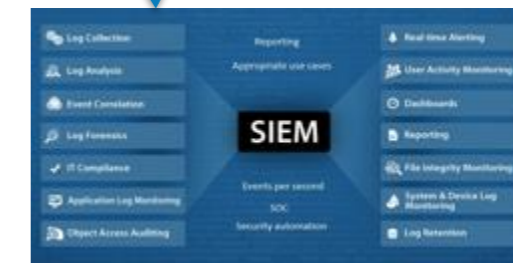 Log Collection
Log Analysis
Event Correlation
Log Forensics
IT Compliance
Application Log Monitoring
Object Access Auditing
Reporting
Appropriate use cases
SIEM
Events per second
SOC
Security automation
Real-time Alerting
User Activity Monitoring
Dashboards
Reporting
File Integrity Monitoring
System & Device Log
Monitoring
Log Retention